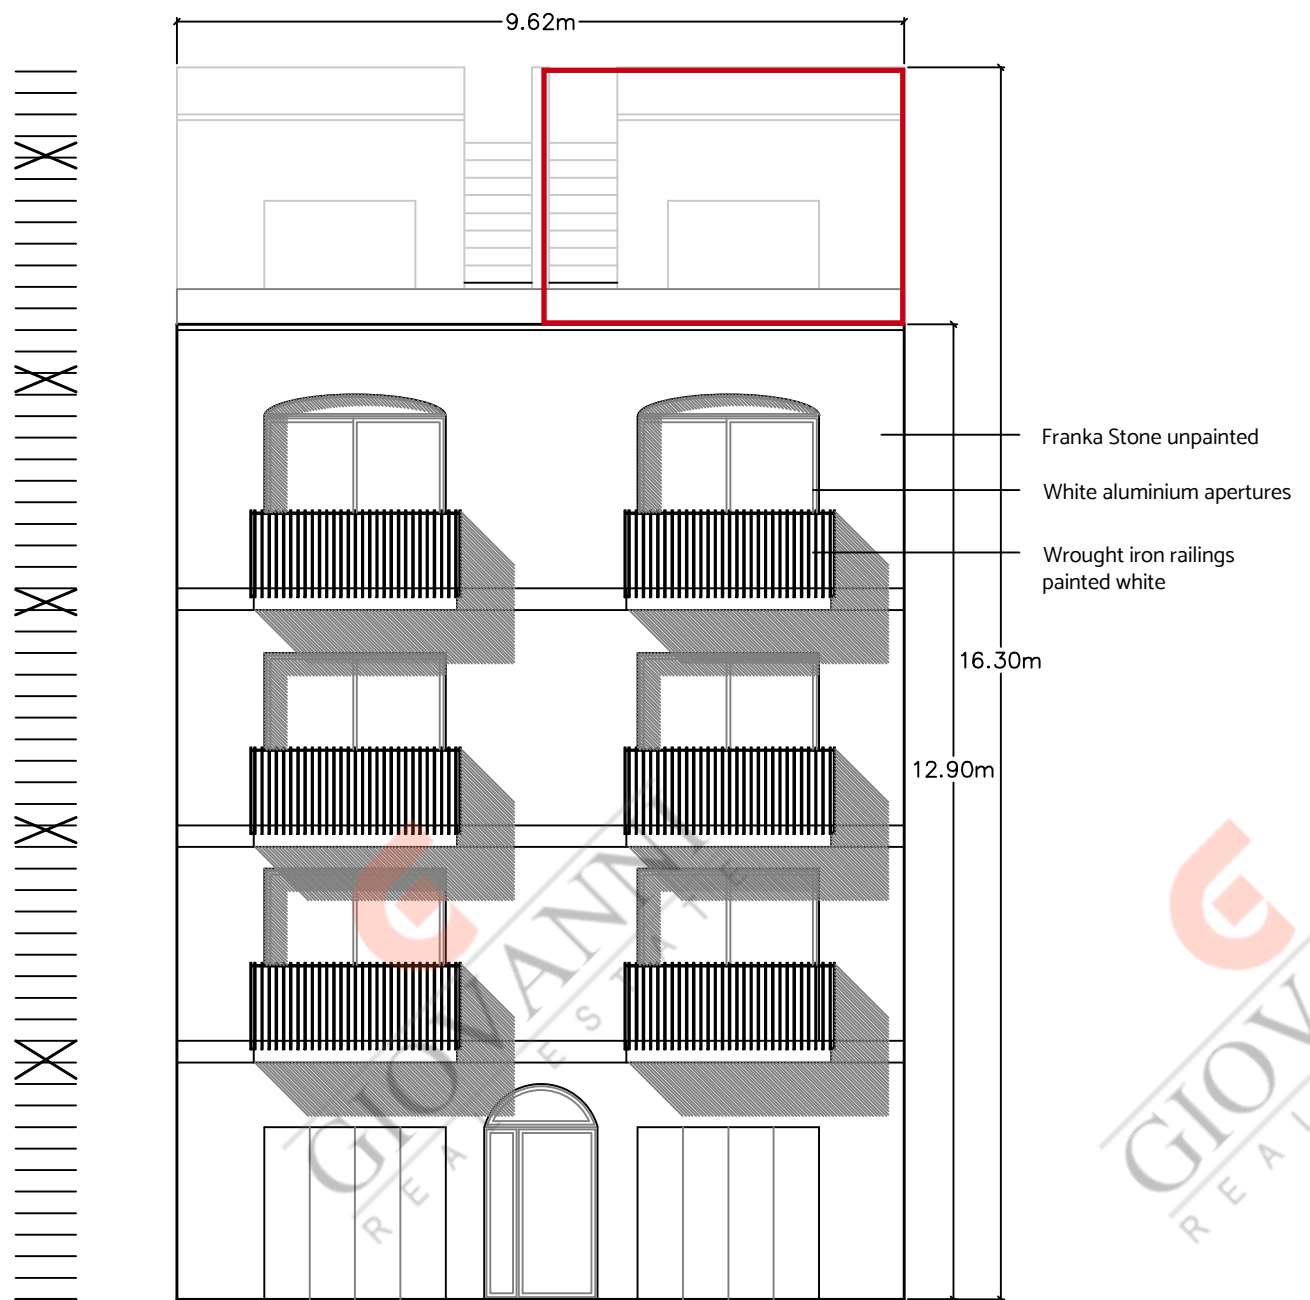 9.62m
Franka Stone unpainted
White aluminium apertures
Wrought iron railings
painted white
16.30m
12.90m
GIOVANNI
REAL ESTATE
GIOV
REAL